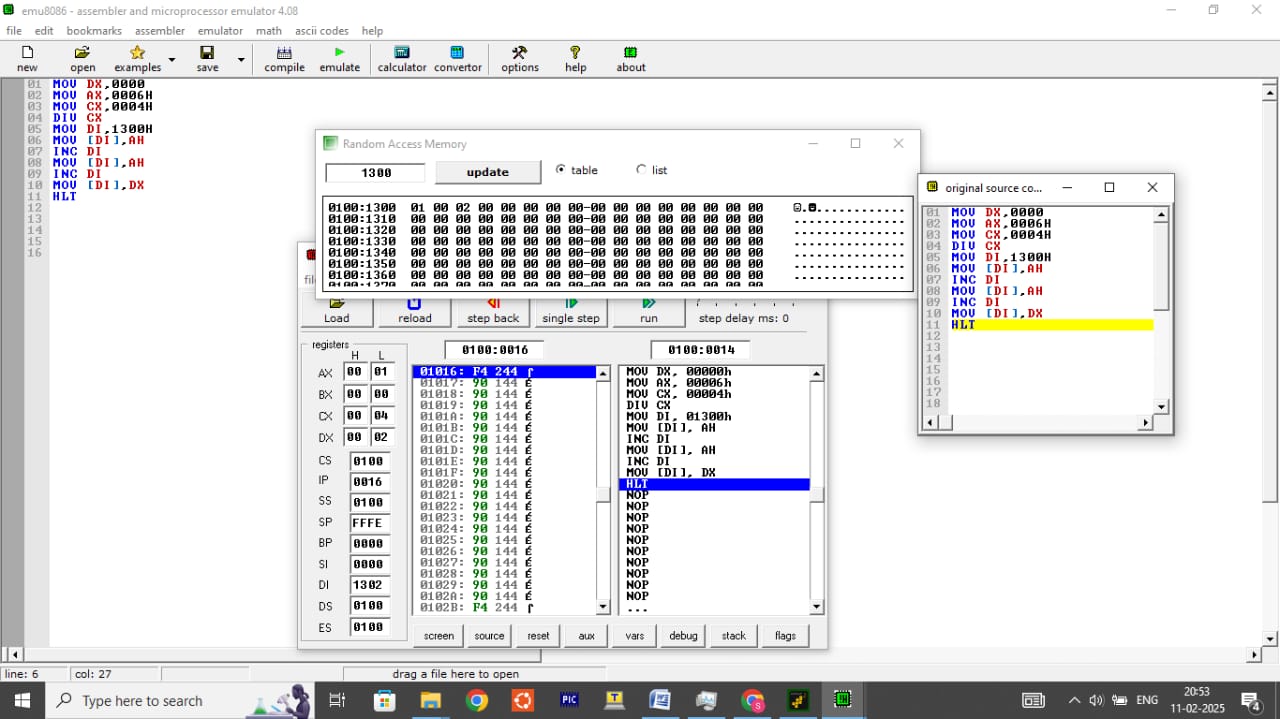 emu8086 - assembler and microprocessor emulator 4.08
file edit bookmarks assembler emulator math ascii codes help
new open examples save compile emulate calculator convertor options help about
01 MOV DX,0000
02 MOV AX,0006H
03 MOV CX,0004H
04 DIV CX
05 MOV DI,1300H
06 MOV [DI],AH
07 INC DI
08 MOV [DI],AH
09 INC DI
10 MOV [DI],DX
11 HLT
12
13
14
15
16
Random Access Memory
1300 update table list
0100:1300 01 00 02 00 00 00 00 00-00 00 00 00 00 00 00 00
0100:1310 00 00 00 00 00 00 00 00-00 00 00 00 00 00 00 00 ................
0100:1320 00 00 00 00 00 00 00 00-00 00 00 00 00 00 00 00 ................
0100:1330 00 00 00 00 00 00 00 00-00 00 00 00 00 00 00 00 ................
0100:1340 00 00 00 00 00 00 00 00-00 00 00 00 00 00 00 00 ................
0100:1350 00 00 00 00 00 00 00 00-00 00 00 00 00 00 00 00 ................
0100:1360 00 00 00 00 00 00 00 00-00 00 00 00 00 00 00 00 ................
original source co...
01 MOV DX,0000
02 MOV AX,0006H
03 MOV CX,0004H
04 DIV CX
05 MOV DI,1300H
06 MOV [DI],AH
07 INC DI
08 MOV [DI],AH
09 INC DI
10 MOV [DI],DX
11 HLT
12
13
14
15
16
17
18
Load reload step back single step run step delay ms: 0
registers
H L
AX 00 01
BX 00 00
CX 00 04
DX 00 02
CS 0100
IP 0016
SS 0100
SP FFFE
BP 0000
SI 0000
DI 1302
DS 0100
ES 0100
0100:0016
01016: F4 244 ⌠
01017: 90 144 É
01018: 90 144 É
01019: 90 144 É
0101A: 90 144 É
0101B: 90 144 É
0101C: 90 144 É
0101D: 90 144 É
0101E: 90 144 É
0101F: 90 144 É
01020: 90 144 É
01021: 90 144 É
01022: 90 144 É
01023: 90 144 É
01024: 90 144 É
01025: 90 144 É
01026: 90 144 É
01027: 90 144 É
01028: 90 144 É
01029: 90 144 É
0102A: 90 144 É
0102B: F4 244 ⌠
0100:0014
MOV DX, 00000h
MOV AX, 00006h
MOV CX, 00004h
DIV CX
MOV DI, 01300h
MOV [DI], AH
INC DI
MOV [DI], AH
INC DI
MOV [DI], DX
HLT
NOP
NOP
NOP
NOP
NOP
NOP
NOP
NOP
NOP
NOP
...
screen source reset aux vars debug stack flags
line: 6 col: 27 drag a file here to open
Type here to search
PIC
T
S
ENG
20:53
11-02-2025
4